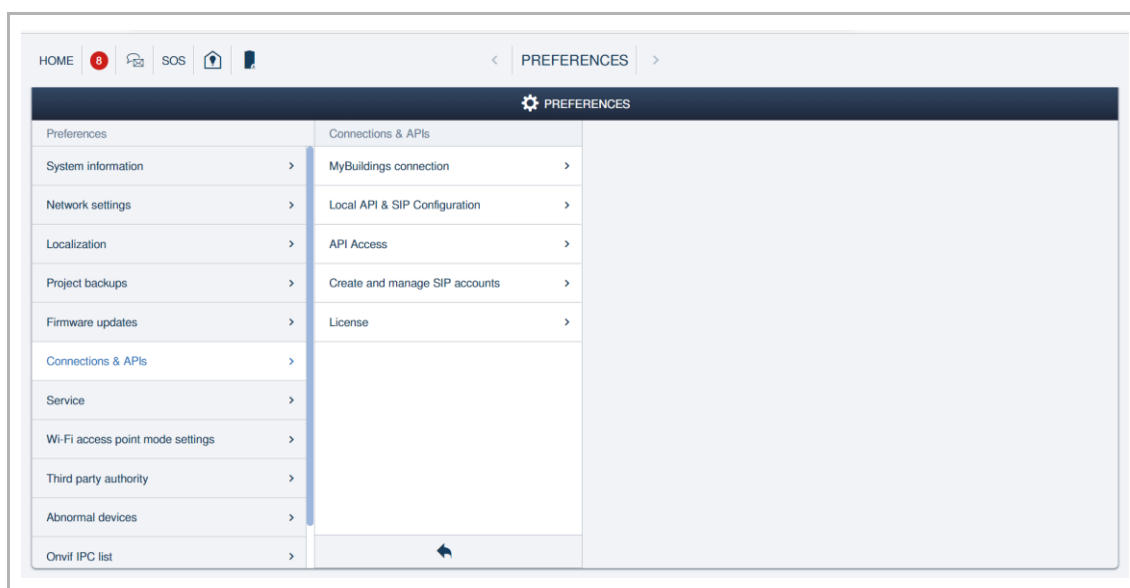 HOME 8 SOS PREFERENCES
PREFERENCES
Preferences
System information
Network settings
Localization
Project backups
Firmware updates
Connections & APIs
Service
Wi-Fi access point mode settings
Third party authority
Abnormal devices
Onvif IPC list
Connections & APIs
MyBuildings connection
Local API & SIP Configuration
API Access
Create and manage SIP accounts
License